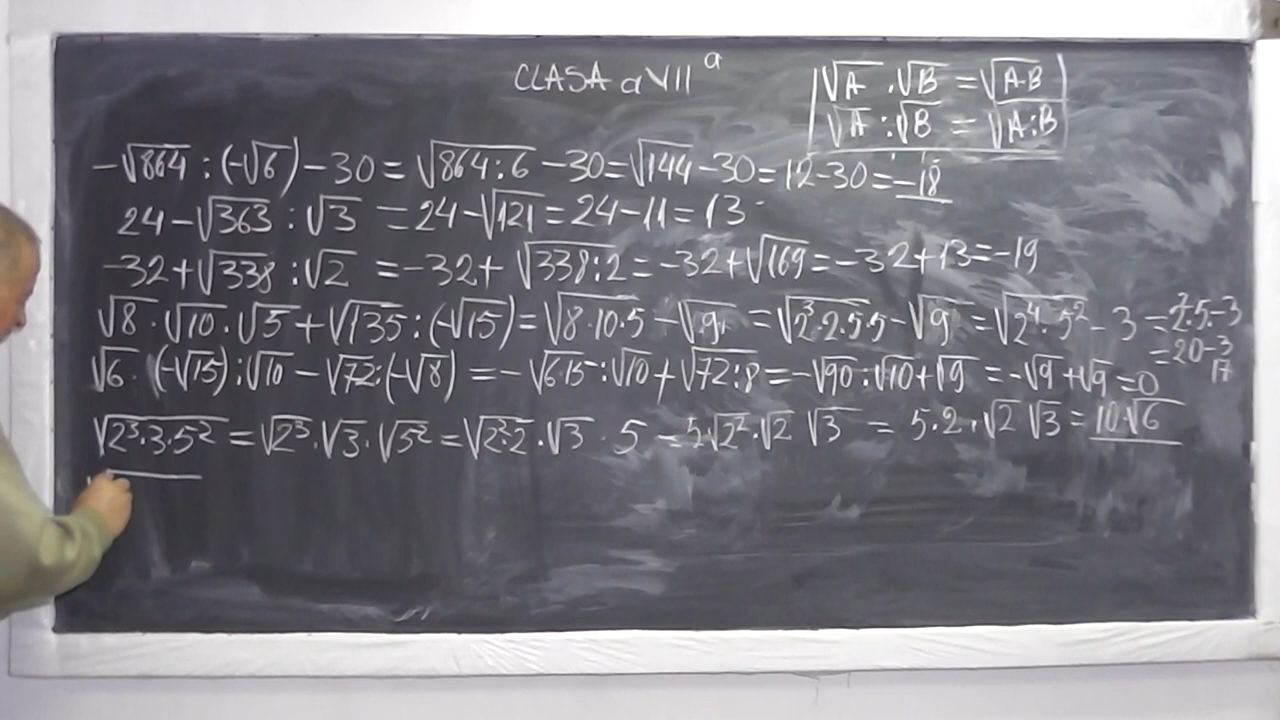 CLASA a VII a
√A · √B = √A·B
√A : √B = √A:B
-√864 : (-√6) - 30 = √864:6 - 30 = √144 - 30 = 12 - 30 = -18
24 - √363 : √3 = 24 - √121 = 24 - 11 = 13
-32 + √338 : √2 = -32 + √338:2 = -32 + √169 = -32 + 13 = -19
√8 · √10 · √5 + √135 : (-√15) = √8·10·5 - √9 = √2³·2·5·5 - √9 = √2⁴·5² - 3 = 2²·5 - 3
= 20 - 3
17
√6 · (-√15) : √10 - √72 : (-√8) = -√6·15 : √10 + √72:8 = -√90 : √10 + √9 = -√9 + √9 = 0
√2³·3·5² = √2³ · √3 · √5² = √2²·2 · √3 · 5 = 5·√2² · √2 √3 = 5·2·√2 √3 = 10·√6